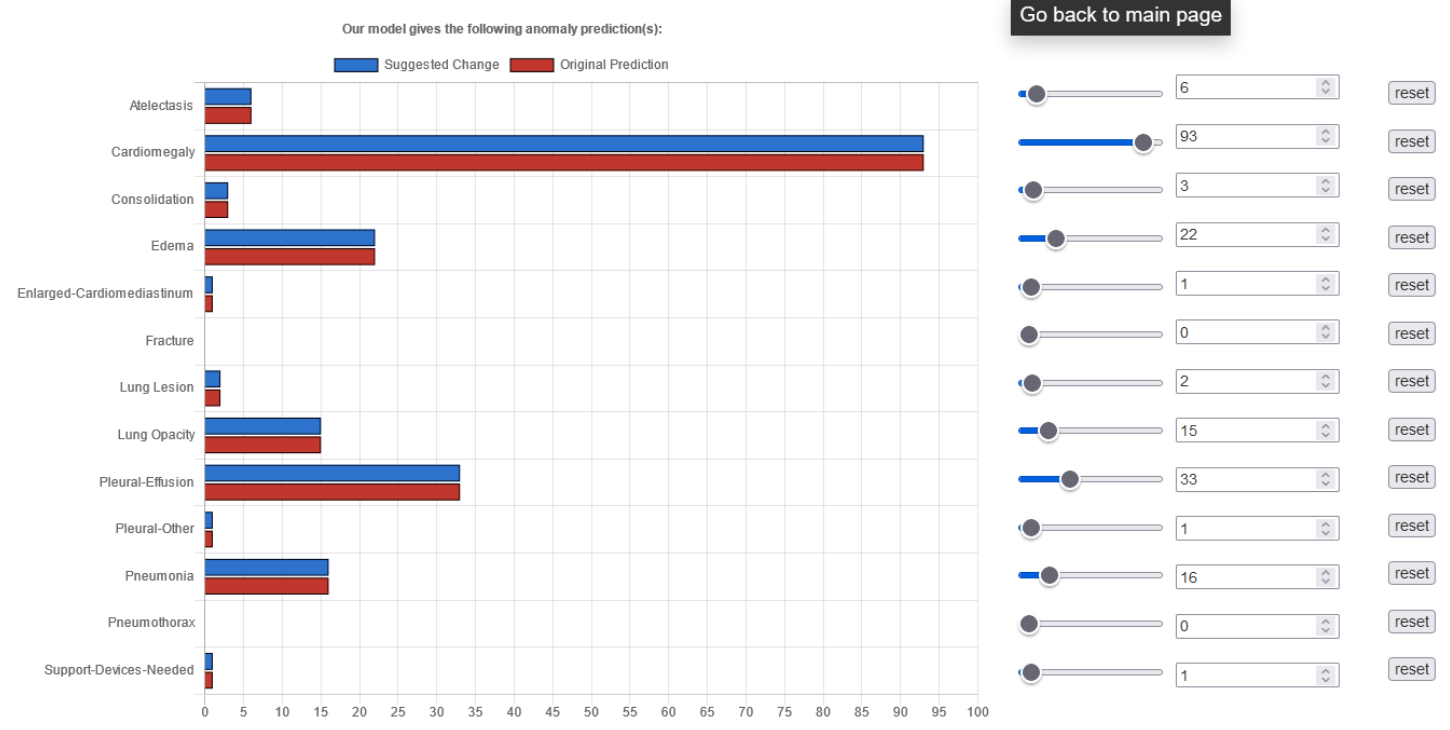 Go back to main page
Our model gives the following anomaly prediction(s):
Suggested Change Original Prediction
Atelectasis 6 reset
Cardiomegaly 93 reset
Consolidation 3 reset
Edema 22 reset
Enlarged-Cardiomediastinum 1 reset
Fracture 0 reset
Lung Lesion 2 reset
Lung Opacity 15 reset
Pleural-Effusion 33 reset
Pleural-Other 1 reset
Pneumonia 16 reset
Pneumothorax 0 reset
Support-Devices-Needed 1 reset
0 5 10 15 20 25 30 35 40 45 50 55 60 65 70 75 80 85 90 95 100